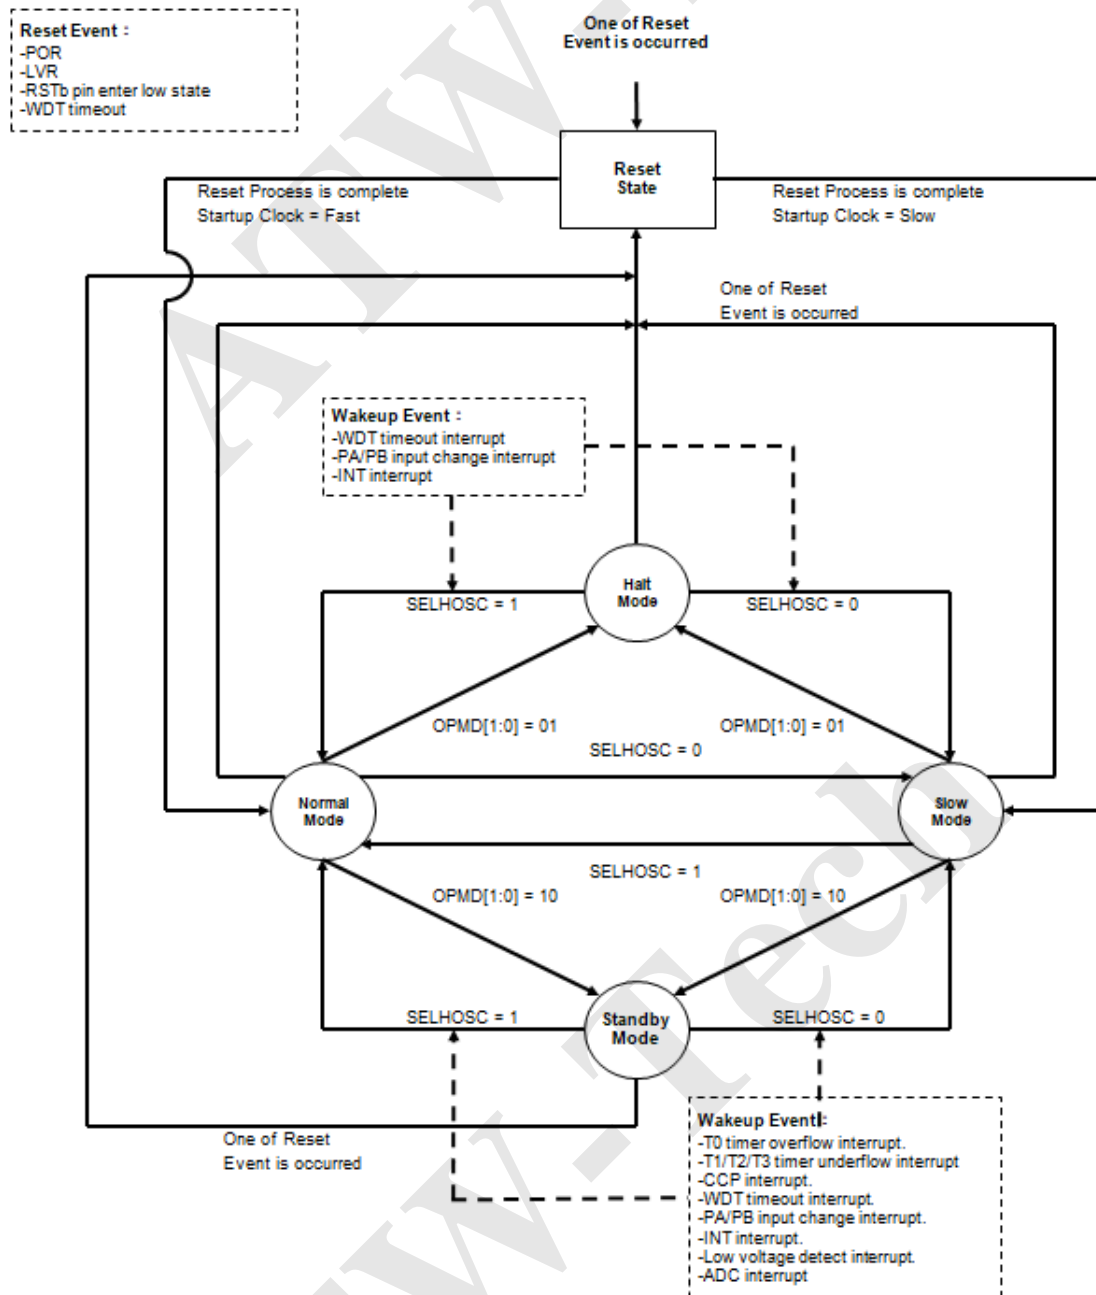 Reset Event :
-POR
-LVR
-RSTb pin enter low state
-WDT timeout
One of Reset
Event is occurred
Reset
State
Reset Process is complete
Startup Clock = Fast
Reset Process is complete
Startup Clock = Slow
One of Reset
Event is occurred
Wakeup Event :
-WDT timeout interrupt
-PA/PB input change interrupt
-INT interrupt
Halt
Mode
SELHOSC = 1
SELHOSC = 0
OPMD[1:0] = 01
OPMD[1:0] = 01
SELHOSC = 0
Normal
Mode
Slow
Mode
SELHOSC = 1
OPMD[1:0] = 10
OPMD[1:0] = 10
Standby
Mode
SELHOSC = 1
SELHOSC = 0
One of Reset
Event is occurred
Wakeup Event :
-T0 timer overflow interrupt.
-T1/T2/T3 timer underflow interrupt
-CCP interrupt.
-WDT timeout interrupt.
-PA/PB input change interrupt.
-INT interrupt.
-Low voltage detect interrupt.
-ADC interrupt
ATW-
TW-Tech